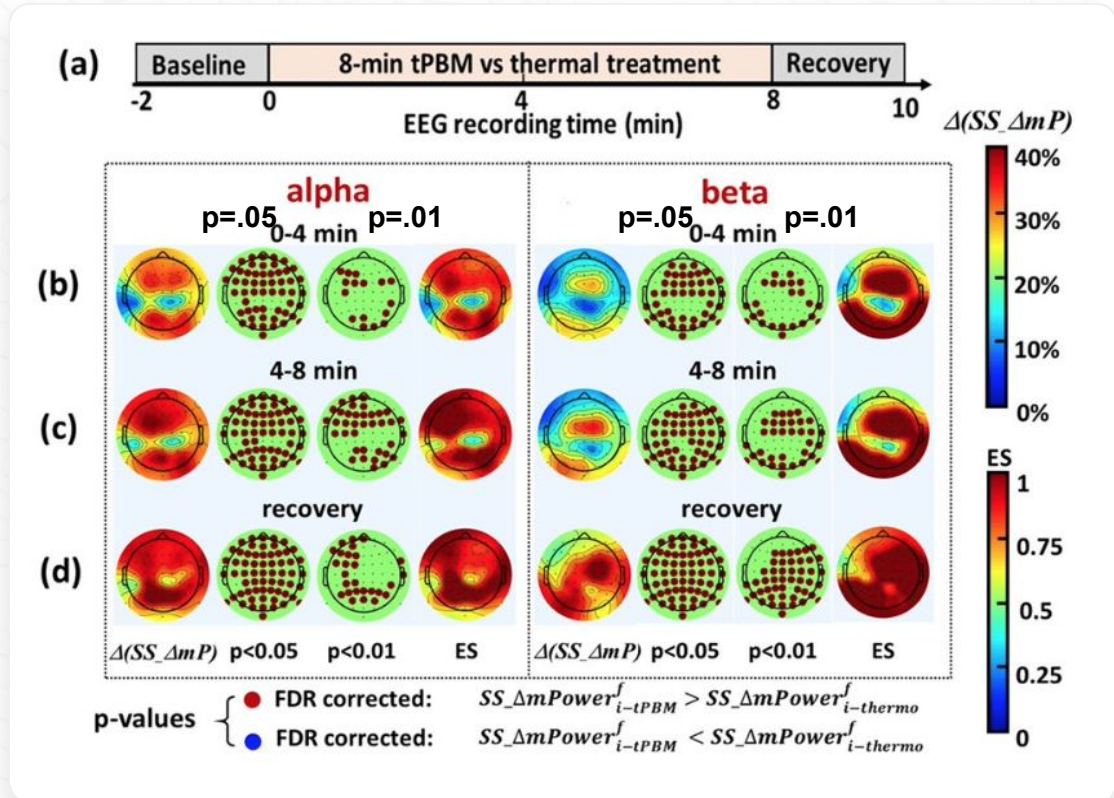 (a) Baseline 8-min tPBM vs thermal treatment Recovery
-2 0 4 8 10
EEG recording time (min)
Δ(SS_ΔmP)
40%
30%
20%
10%
0%
alpha beta
p=.05 p=.01 p=.05 p=.01
0-4 min 0-4 min
(b)
4-8 min 4-8 min
(c)
recovery recovery
(d)
ES
1
0.75
0.5
0.25
0
Δ(SS_ΔmP) p<0.05 p<0.01 ES Δ(SS_ΔmP) p<0.05 p<0.01 ES
p-values
FDR corrected: SS_ΔmPower^f_{i-tPBM} > SS_ΔmPower^f_{i-thermo}
FDR corrected: SS_ΔmPower^f_{i-tPBM} < SS_ΔmPower^f_{i-thermo}